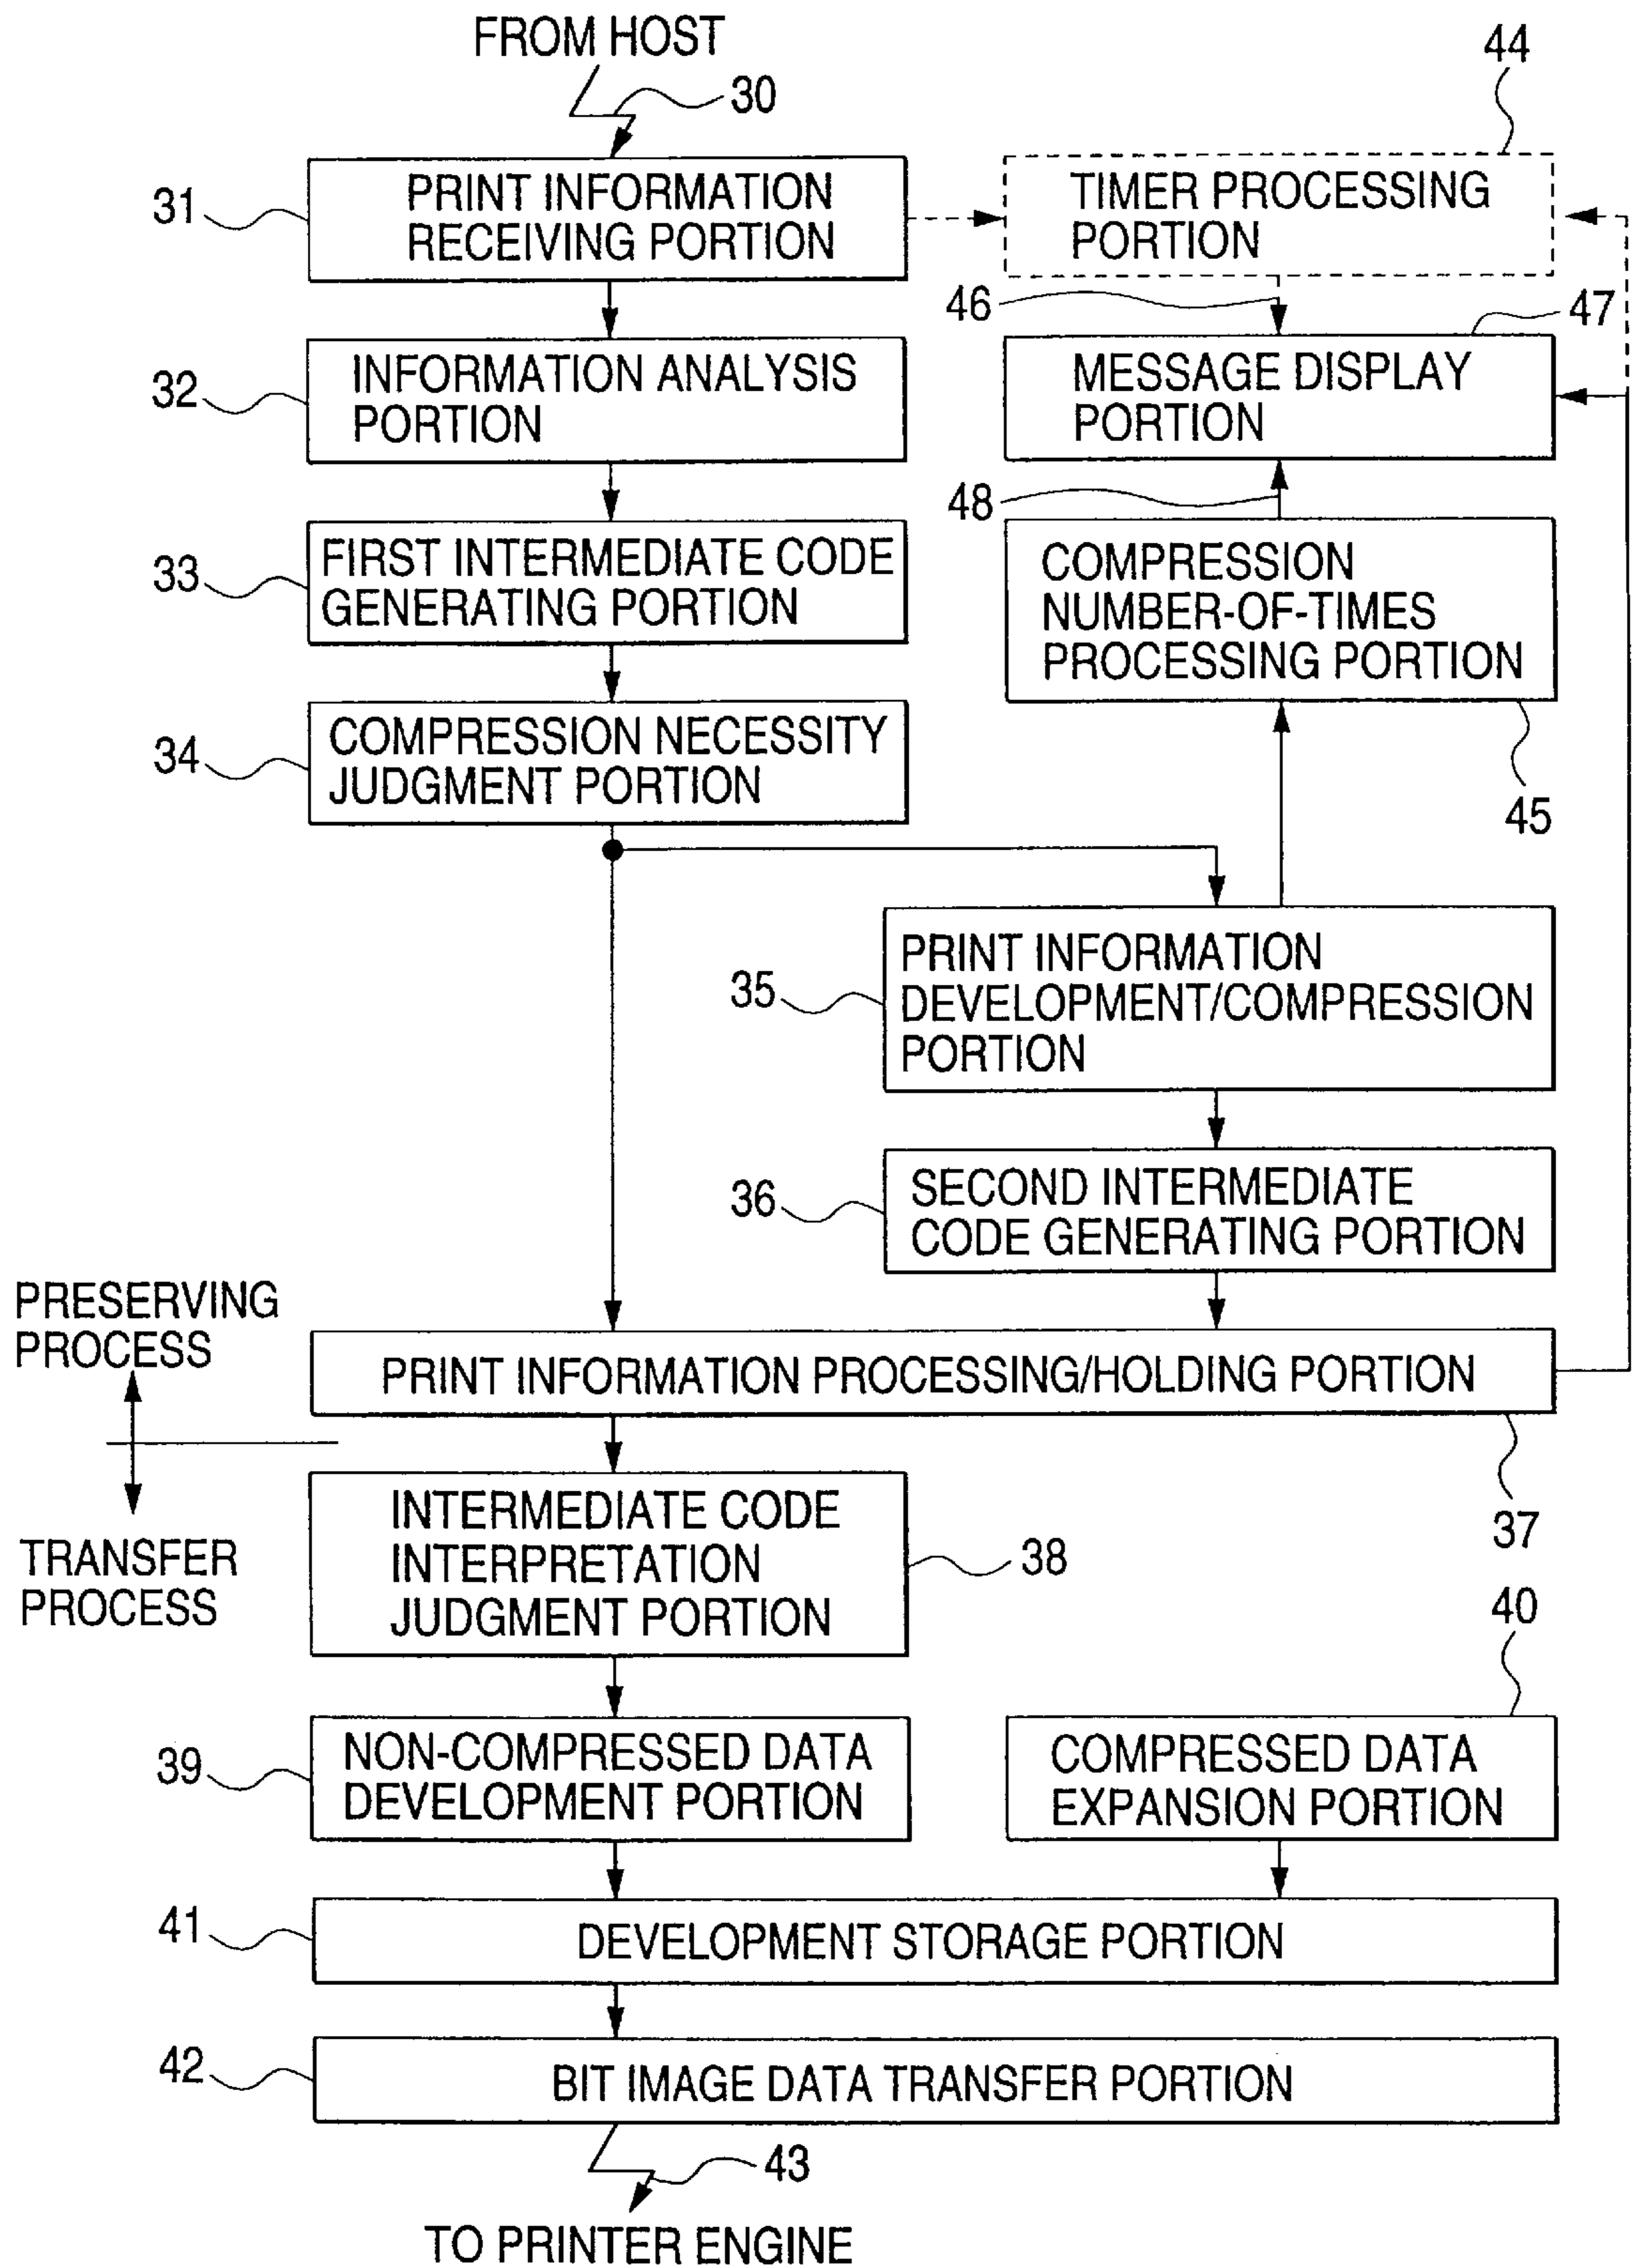 FROM HOST
30
44
31
PRINT INFORMATION
RECEIVING PORTION
TIMER PROCESSING
PORTION
46
47
32
INFORMATION ANALYSIS
PORTION
MESSAGE DISPLAY
PORTION
48
33
FIRST INTERMEDIATE CODE
GENERATING PORTION
COMPRESSION
NUMBER-OF-TIMES
PROCESSING PORTION
34
COMPRESSION NECESSITY
JUDGMENT PORTION
45
35
PRINT INFORMATION
DEVELOPMENT/COMPRESSION
PORTION
36
SECOND INTERMEDIATE
CODE GENERATING PORTION
PRESERVING
PROCESS
PRINT INFORMATION PROCESSING/HOLDING PORTION
37
TRANSFER
PROCESS
INTERMEDIATE CODE
INTERPRETATION
JUDGMENT PORTION
38
40
39
NON-COMPRESSED DATA
DEVELOPMENT PORTION
COMPRESSED DATA
EXPANSION PORTION
41
DEVELOPMENT STORAGE PORTION
42
BIT IMAGE DATA TRANSFER PORTION
43
TO PRINTER ENGINE